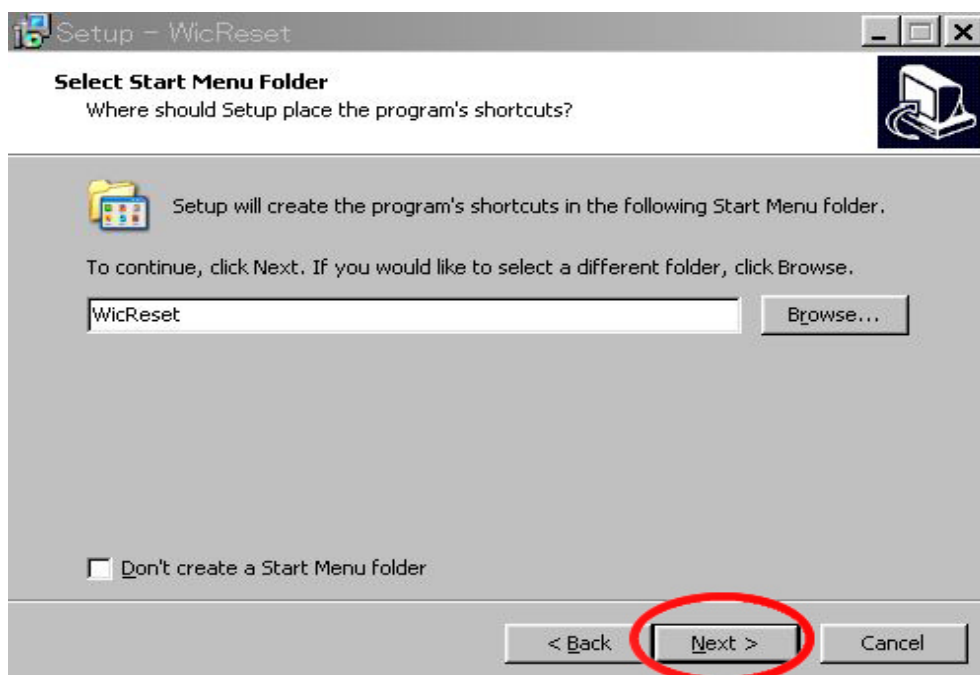 Setup - WicReset
Select Start Menu Folder
Where should Setup place the program's shortcuts?
Setup will create the program's shortcuts in the following Start Menu folder.
To continue, click Next. If you would like to select a different folder, click Browse.
WicReset
Browse...
Don't create a Start Menu folder
< Back
Next >
Cancel